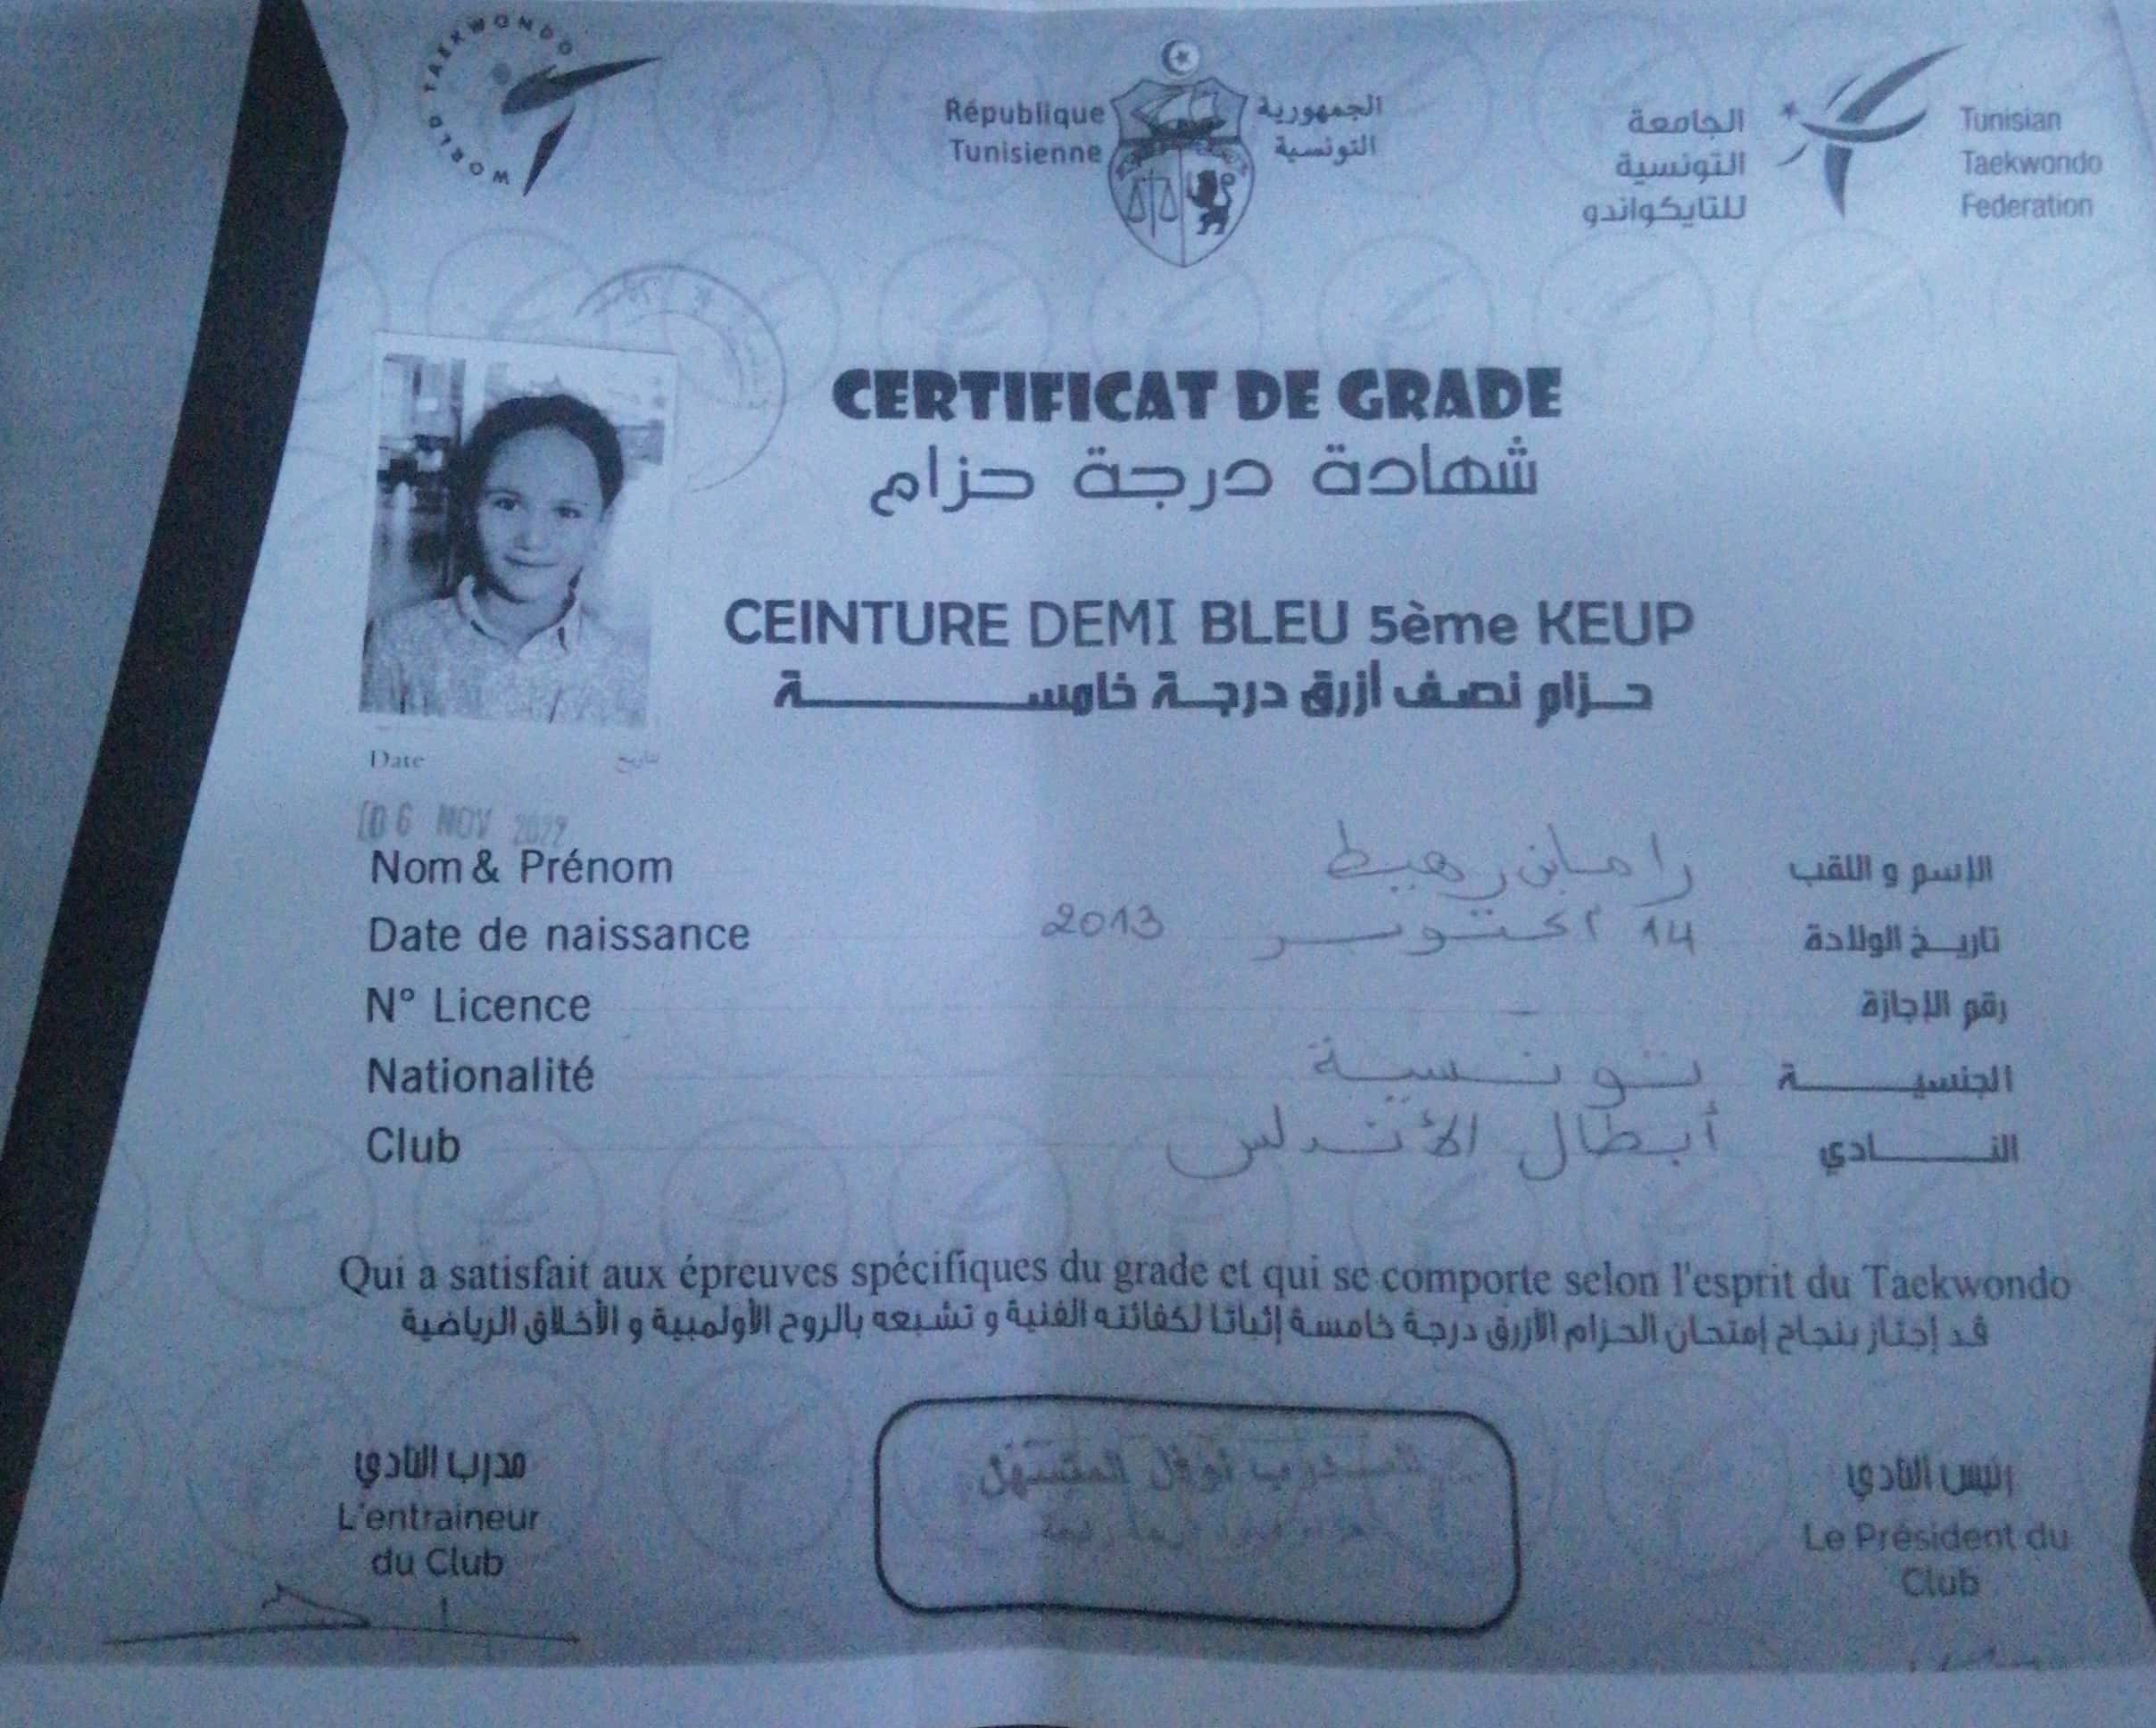 WORLD TAEKWONDO
République
Tunisienne
الجمهورية
التونسية
الجامعة
التونسية
للتايكواندو
Tunisian
Taekwondo
Federation
CERTIFICAT DE GRADE
شهادة درجة حزام
CEINTURE DEMI BLEU 5ème KEUP
حزام نصف أزرق درجة خامسة
Date تاريخ
06 NOV 2022
Nom & Prénom الإسم و اللقب
Date de naissance 14 أكتوبر 2013 تاريخ الولادة
N° Licence - رقم الإجازة
Nationalité تونسية الجنسية
Club أبطال الأندلس النادي
Qui a satisfait aux épreuves spécifiques du grade et qui se comporte selon l'esprit du Taekwondo
قد إجتاز بنجاح إمتحان الحزام الأزرق درجة خامسة إثباتا لكفائته الفنية و تشبعه بالروح الأولمبية و الأخلاق الرياضية
مدرب النادي
L'entraineur
du Club
رئيس النادي
Le Président du
Club